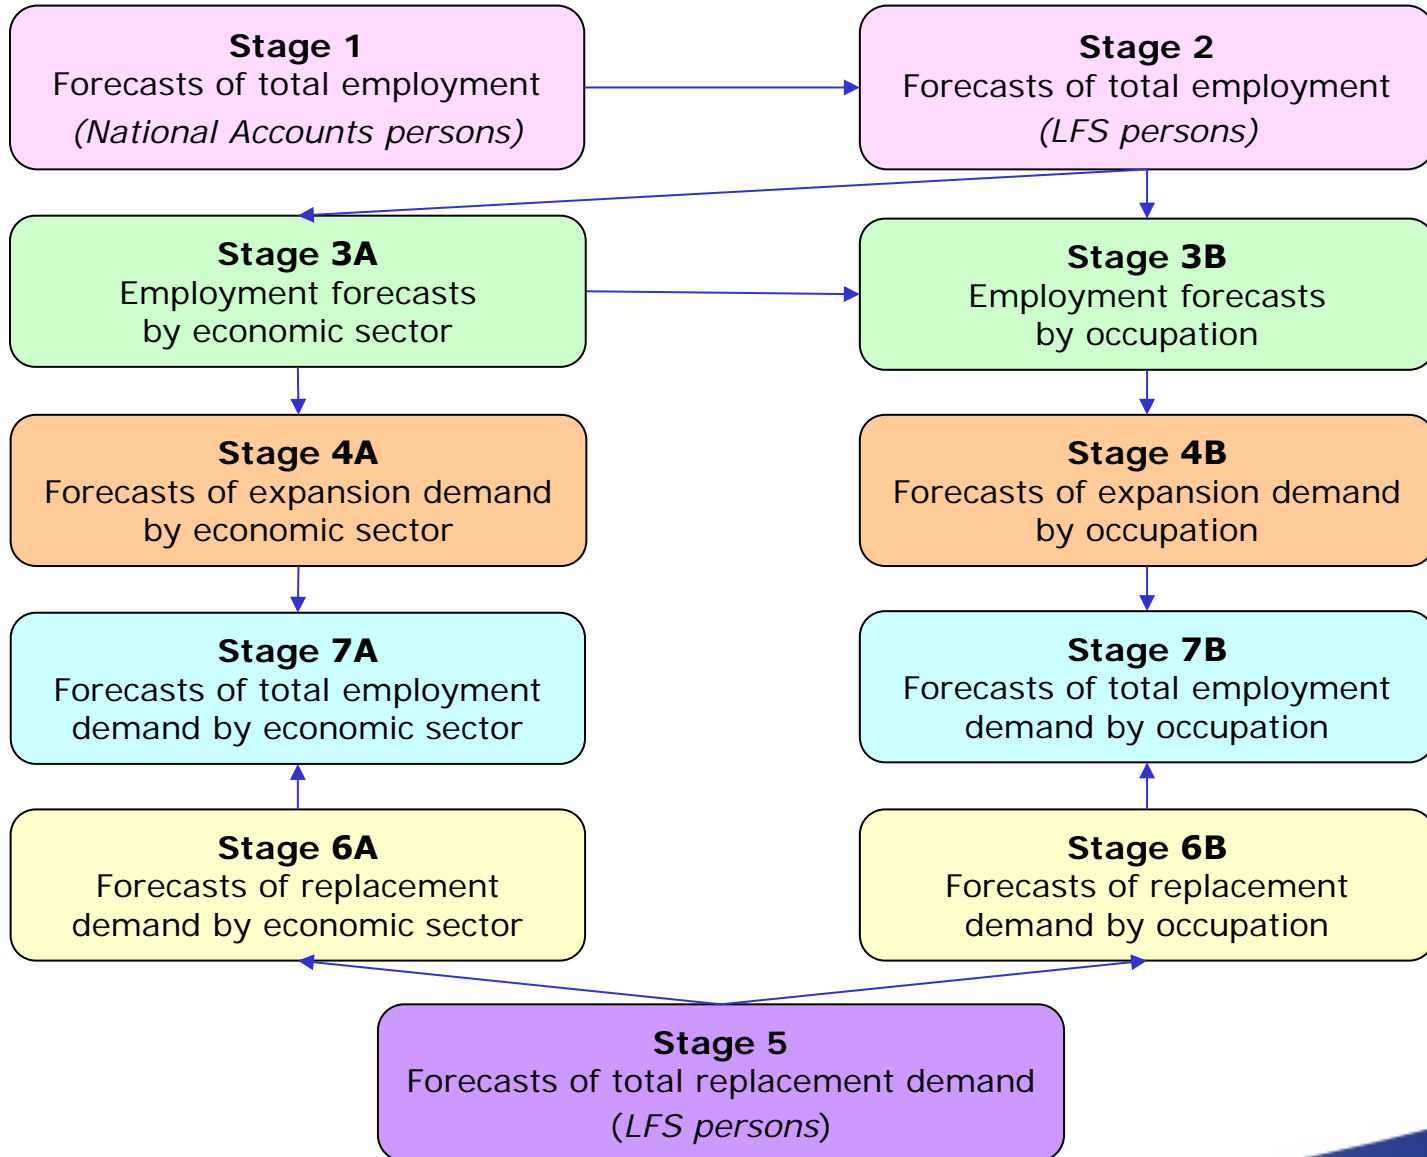 Stage 1
Forecasts of total employment
(National Accounts persons)
Stage 2
Forecasts of total employment
(LFS persons)
Stage 3A
Employment forecasts
by economic sector
Stage 3B
Employment forecasts
by occupation
Stage 4A
Forecasts of expansion demand
by economic sector
Stage 4B
Forecasts of expansion demand
by occupation
Stage 7A
Forecasts of total employment
demand by economic sector
Stage 7B
Forecasts of total employment
demand by occupation
Stage 6A
Forecasts of replacement
demand by economic sector
Stage 6B
Forecasts of replacement
demand by occupation
Stage 5
Forecasts of total replacement demand
(LFS persons)